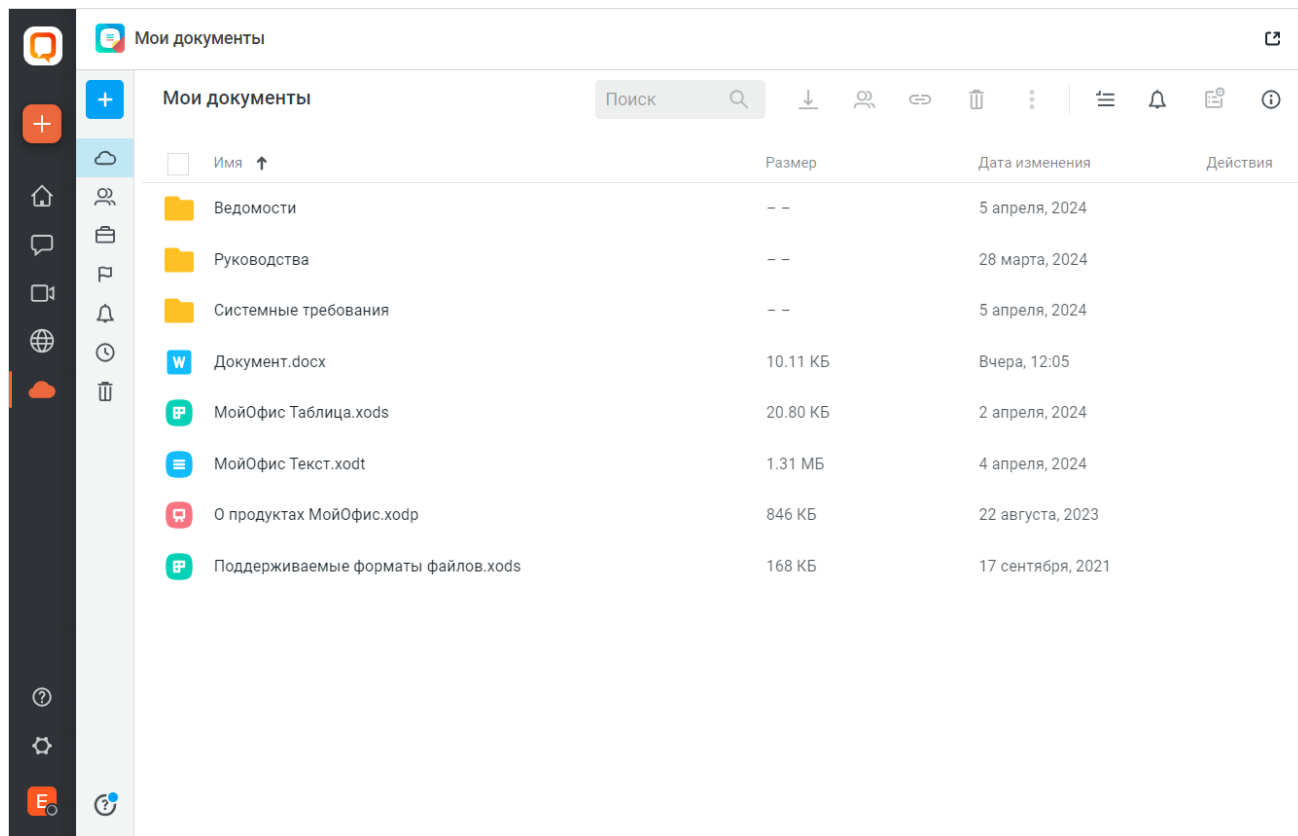 Мои документы
Мои документы
Поиск
Имя Размер Дата изменения Действия
Ведомости – – 5 апреля, 2024
Руководства – – 28 марта, 2024
Системные требования – – 5 апреля, 2024
W Документ.docx 10.11 КБ Вчера, 12:05
МойОфис Таблица.xods 20.80 КБ 2 апреля, 2024
МойОфис Текст.xodt 1.31 МБ 4 апреля, 2024
О продуктах МойОфис.xodp 846 КБ 22 августа, 2023
Поддерживаемые форматы файлов.xods 168 КБ 17 сентября, 2021
E